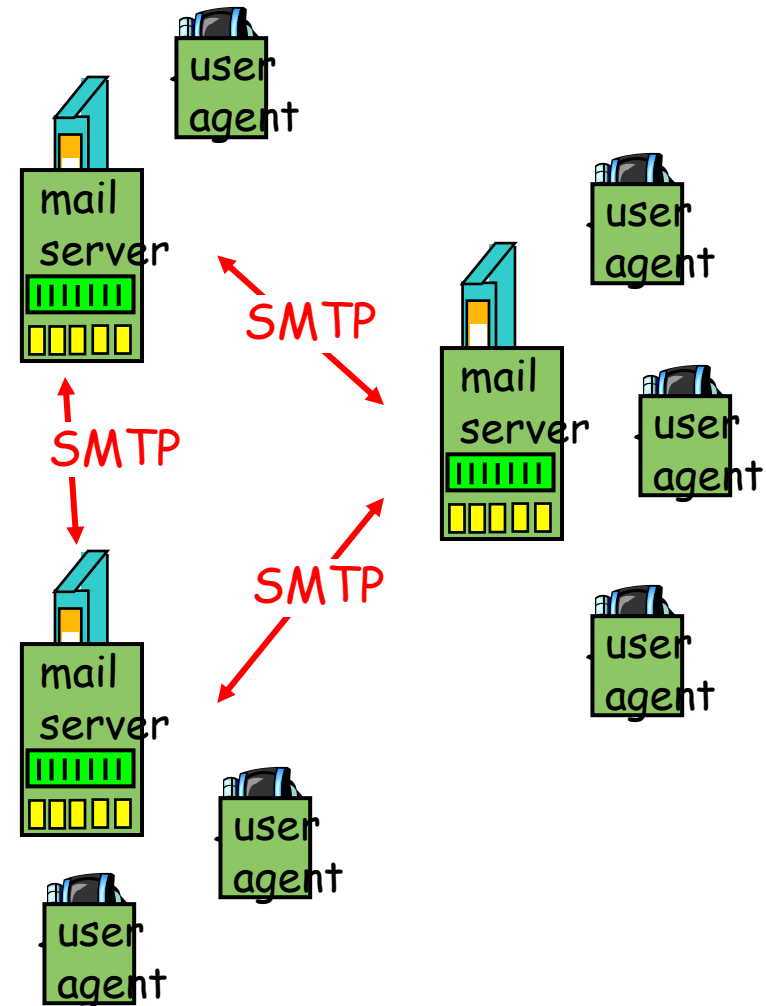 user
agent
mail
server
user
agent
SMTP
mail
server
user
agent
SMTP
SMTP
user
agent
mail
server
user
agent
user
agent